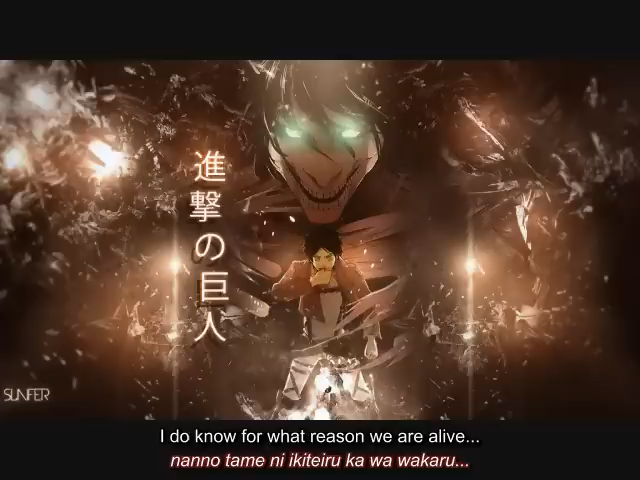 進撃の巨人
SUNFER
I do know for what reason we are alive...
nanno tame ni ikiteiru ka wa wakaru...